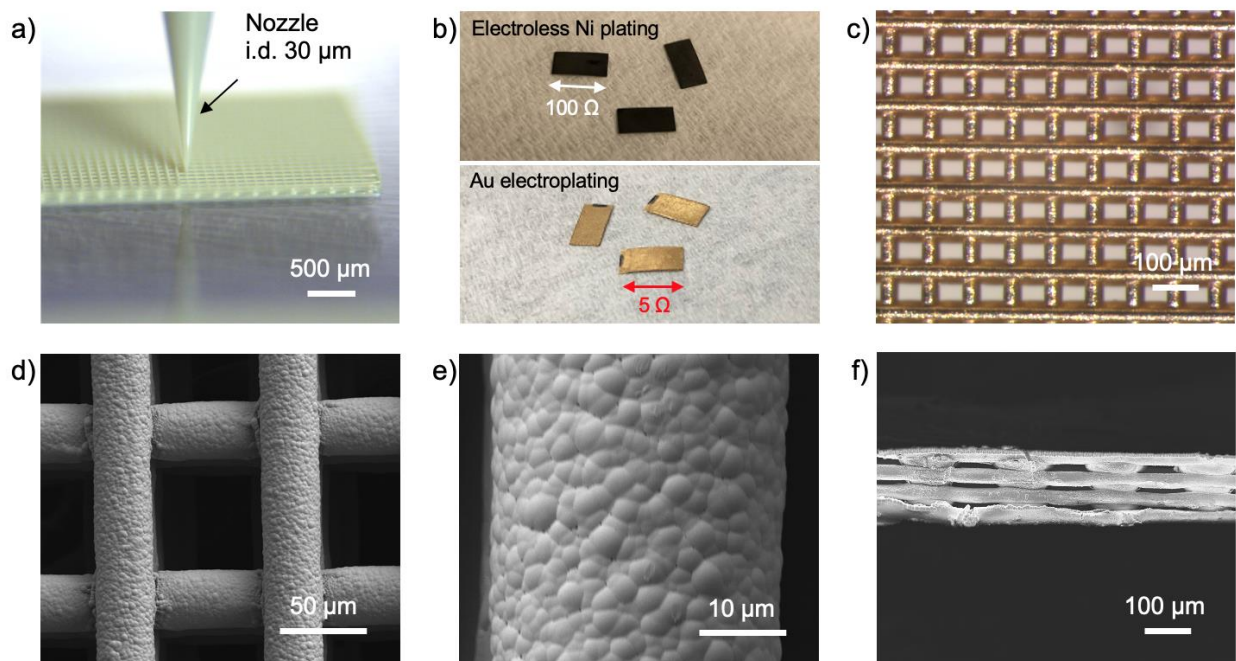 a)
Nozzle
i.d. 30 µm
500 µm
b)
Electroless Ni plating
100 Ω
Au electroplating
5 Ω
c)
100 µm
d)
50 µm
e)
10 µm
f)
100 µm